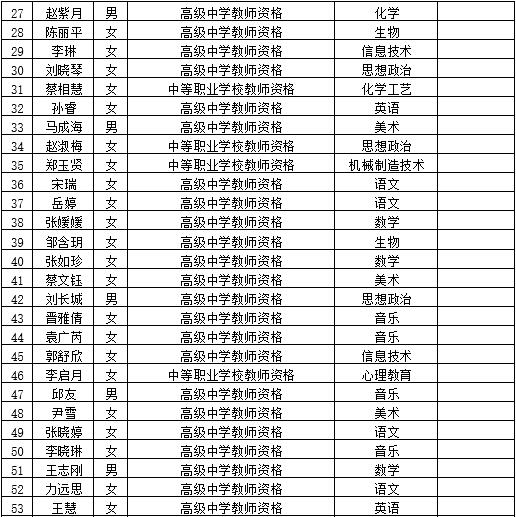 27 赵紫月 男 高级中学教师资格 化学
28 陈丽平 女 高级中学教师资格 生物
29 李琳 女 高级中学教师资格 信息技术
30 刘晓琴 女 高级中学教师资格 思想政治
31 蔡相慧 女 中等职业学校教师资格 化学工艺
32 孙睿 女 高级中学教师资格 英语
33 马成海 男 高级中学教师资格 美术
34 赵淑梅 女 中等职业学校教师资格 思想政治
35 郑玉贤 女 中等职业学校教师资格 机械制造技术
36 宋瑞 女 高级中学教师资格 语文
37 岳婷 女 高级中学教师资格 语文
38 张媛媛 女 高级中学教师资格 数学
39 邹含玥 女 高级中学教师资格 生物
40 张如珍 女 高级中学教师资格 数学
41 蔡文钰 女 高级中学教师资格 美术
42 刘长城 男 高级中学教师资格 思想政治
43 晋雅倩 女 高级中学教师资格 音乐
44 袁广芮 女 高级中学教师资格 音乐
45 郭舒欣 女 高级中学教师资格 信息技术
46 李启月 女 中等职业学校教师资格 心理教育
47 邱友 男 高级中学教师资格 音乐
48 尹雪 女 高级中学教师资格 美术
49 张晓婷 女 高级中学教师资格 语文
50 李晓琳 女 高级中学教师资格 音乐
51 王志刚 男 高级中学教师资格 数学
52 力远思 女 高级中学教师资格 语文
53 王慧 女 高级中学教师资格 英语